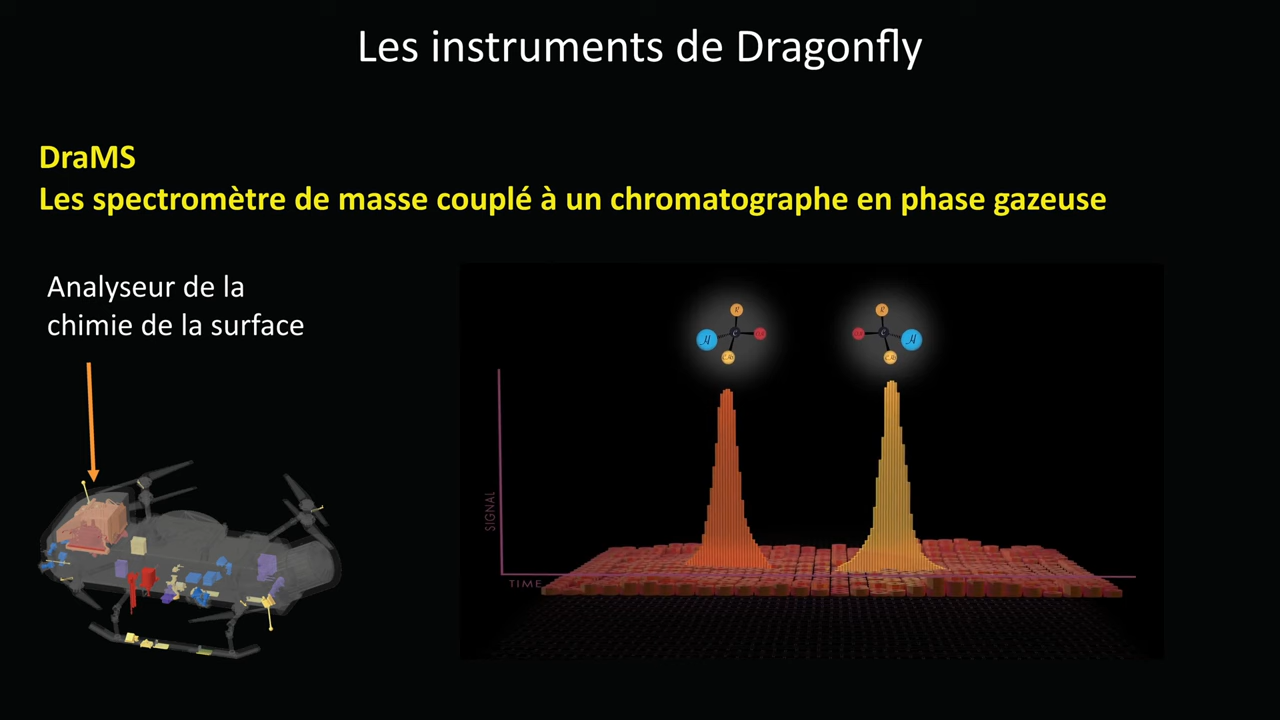 Les instruments de Dragonfly
DraMS
Les spectromètre de masse couplé à un chromatographe en phase gazeuse
Analyseur de la
chimie de la surface
SIGNAL
TIME